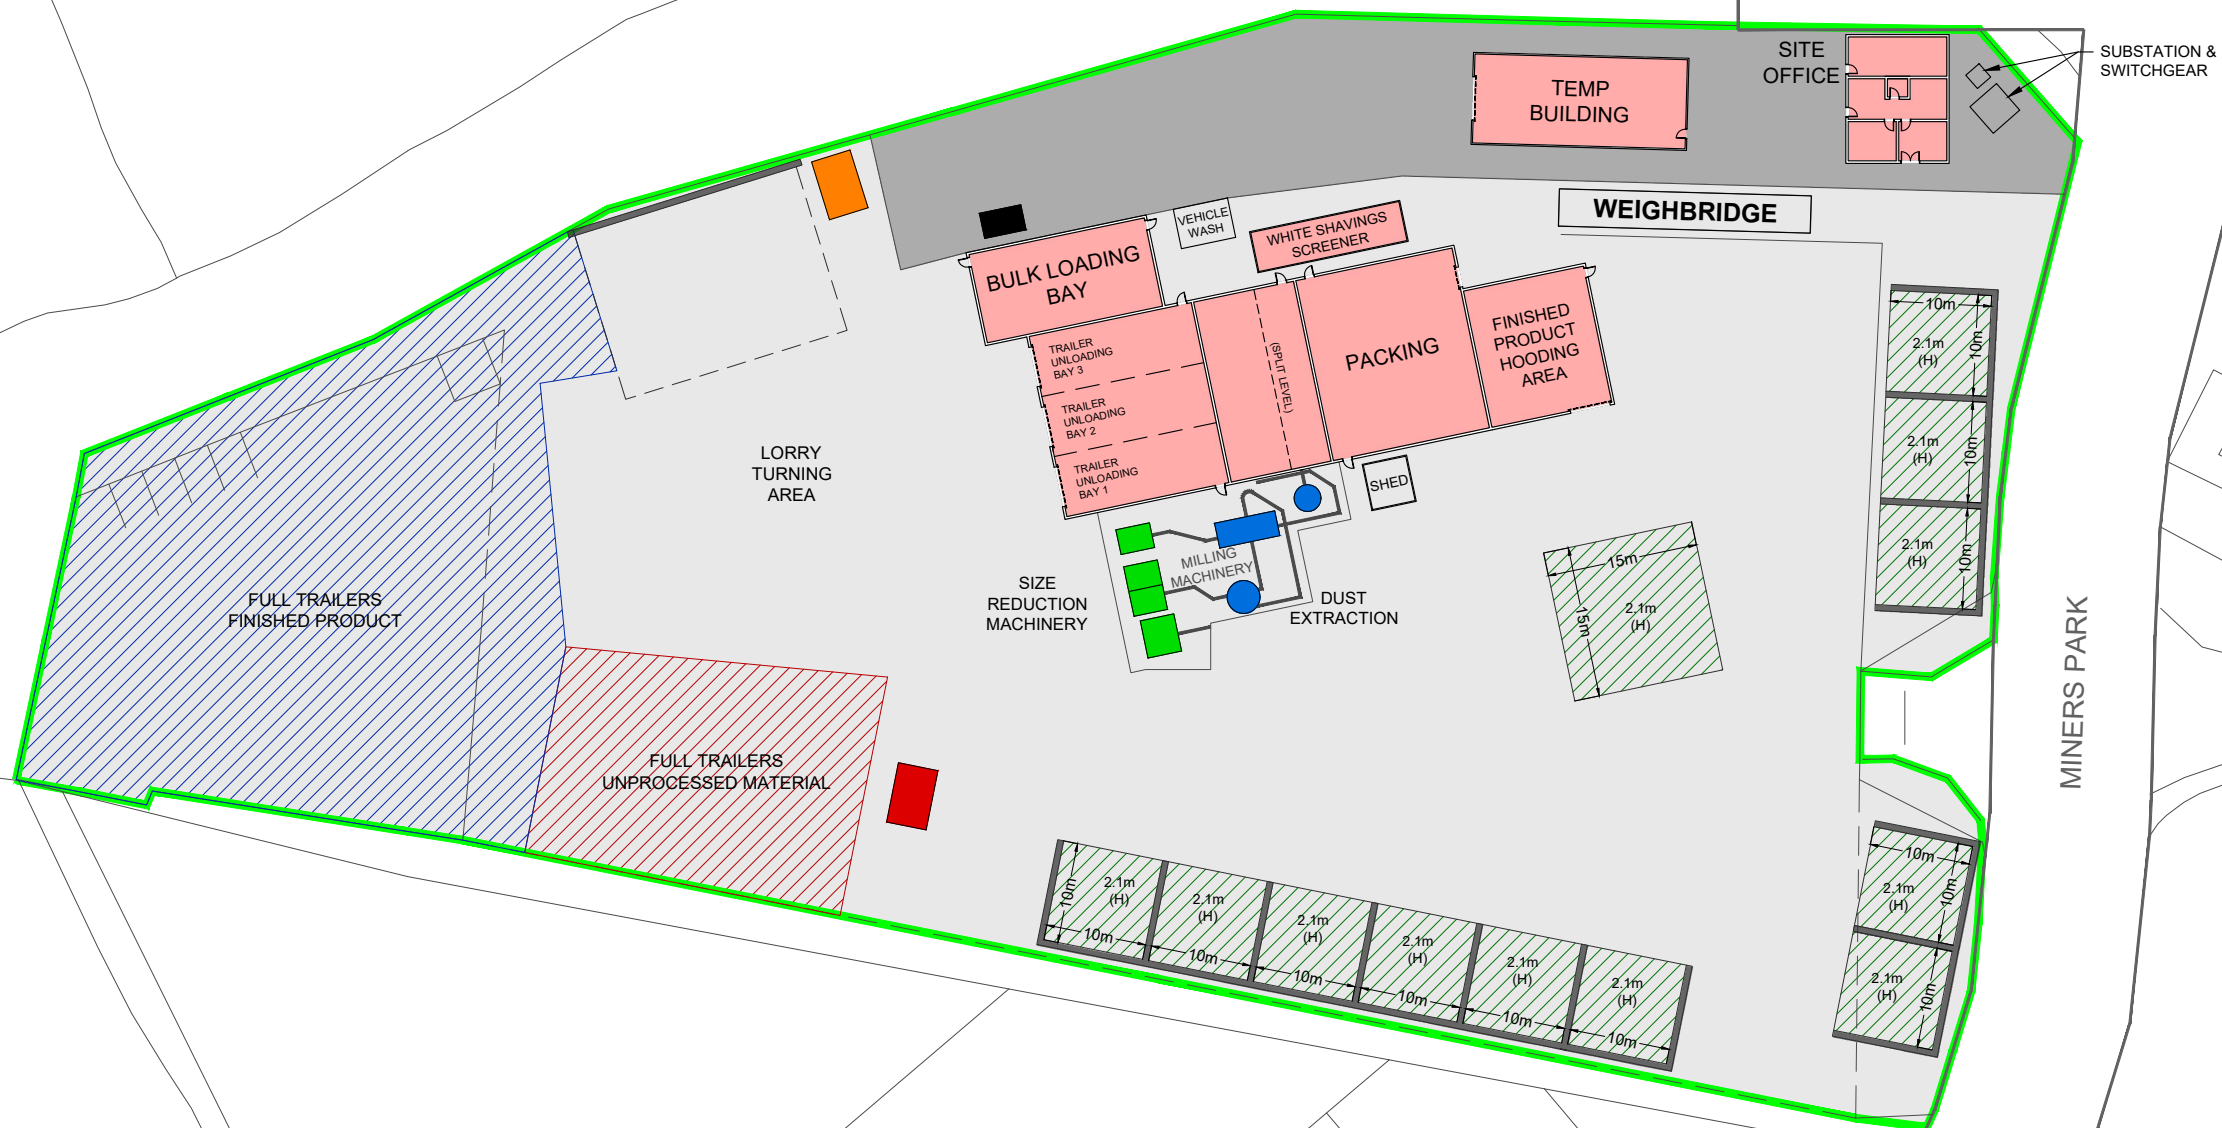 SITE
OFFICE
SUBSTATION &
SWITCHGEAR
TEMP
BUILDING
WEIGHBRIDGE
VEHICLE
WASH
WHITE SHAVINGS
SCREENER
BULK LOADING
BAY
TRAILER
UNLOADING
BAY 3
TRAILER
UNLOADING
BAY 2
TRAILER
UNLOADING
BAY 1
(SPLIT LEVEL)
PACKING
FINISHED
PRODUCT
HOODING
AREA
SHED
LORRY
TURNING
AREA
SIZE
REDUCTION
MACHINERY
MILLING
MACHINERY
DUST
EXTRACTION
FULL TRAILERS
FINISHED PRODUCT
FULL TRAILERS
UNPROCESSED MATERIAL
MINERS PARK
10m
10m
2.1m
(H)
10m
2.1m
(H)
10m
2.1m
(H)
15m
15m
2.1m
(H)
10m
10m
2.1m
(H)
10m
2.1m
(H)
10m
2.1m
(H)
10m
2.1m
(H)
10m
2.1m
(H)
10m
2.1m
(H)
10m
2.1m
(H)
10m
10m
2.1m
(H)
10m